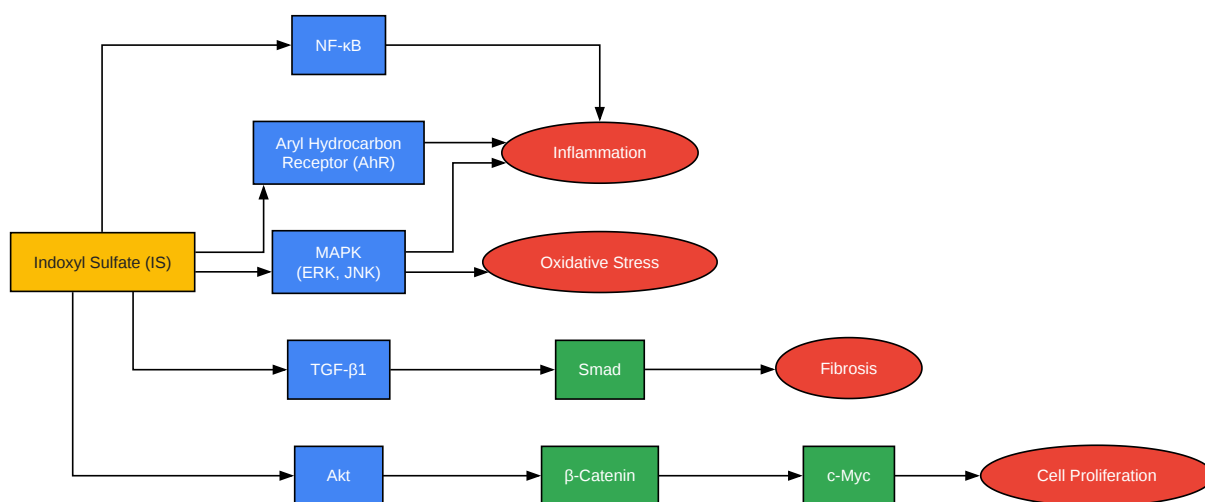 NF-κB
Aryl Hydrocarbon
Receptor (AhR)
Inflammation
Indoxyl Sulfate (IS)
MAPK
(ERK, JNK)
Oxidative Stress
TGF-β1
Smad
Fibrosis
Akt
β-Catenin
c-Myc
Cell Proliferation